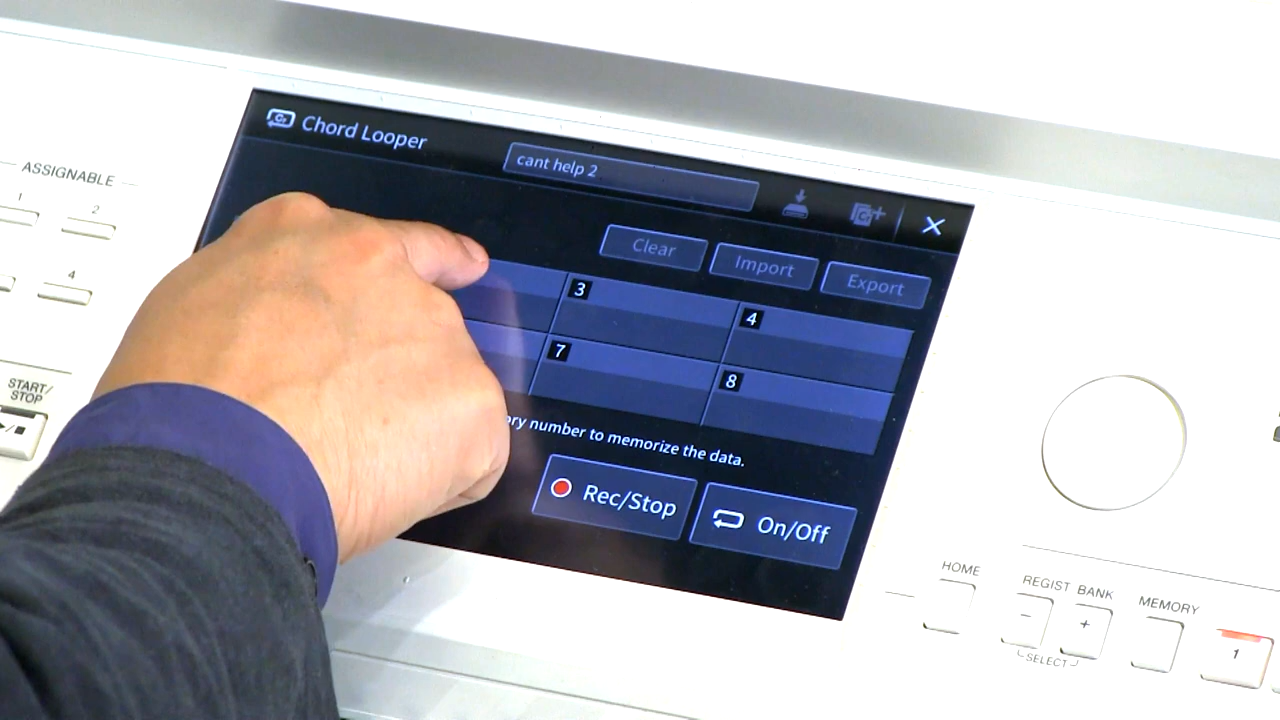 Chord Looper
cant help 2
Clear
Import
Export
3
4
7
8
number to memorize the data.
Rec/Stop
On/Off
ASSIGNABLE
1
2
4
START/
STOP
HOME
REGIST BANK
MEMORY
-
+
SELECT
1